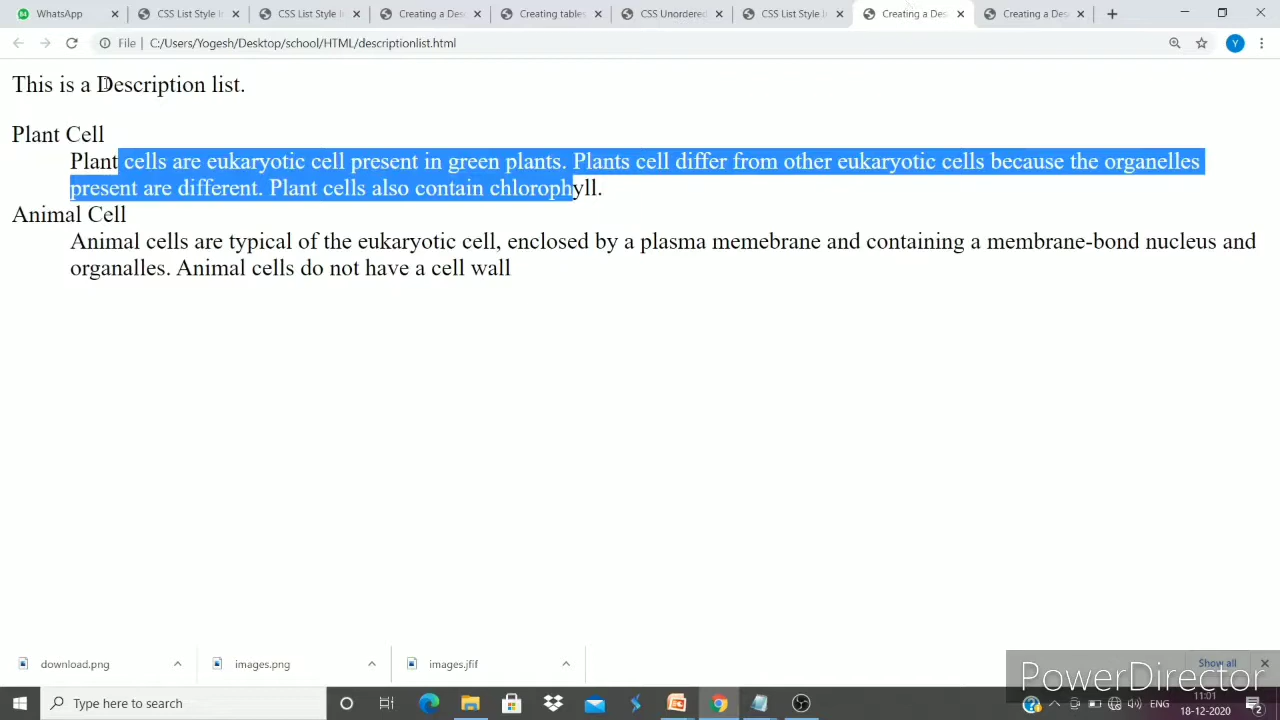 WhatsApp
CSS List Style I
CSS List Style I
Creating a Des
Creating tables
CSS Unordered
CSS List Style I
Creating a Des
Creating a Des
File | C:/Users/Yogesh/Desktop/school/HTML/descriptionlist.html
Y
This is a Description list.
Plant Cell
Plant cells are eukaryotic cell present in green plants. Plants cell differ from other eukaryotic cells because the organelles
present are different. Plant cells also contain chlorophyll.
Animal Cell
Animal cells are typical of the eukaryotic cell, enclosed by a plasma memebrane and containing a membrane-bond nucleus and
organalles. Animal cells do not have a cell wall
download.png
images.png
images.jfif
Show all
PowerDirector
Type here to search
ENG
11:01
18-12-2020
2